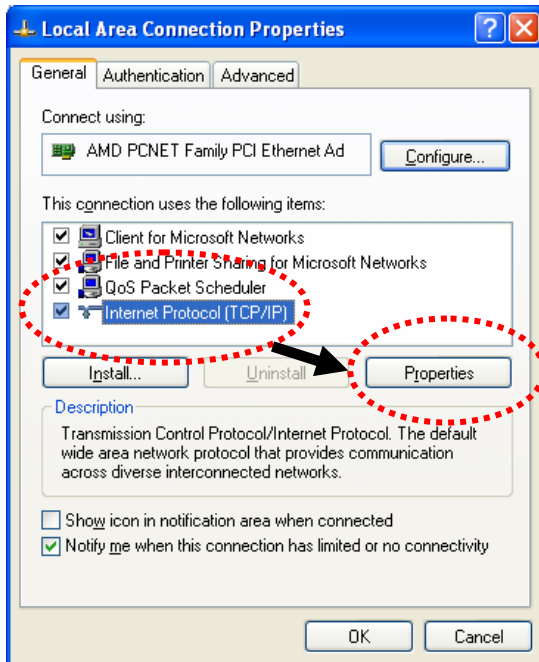 Local Area Connection Properties
General Authentication Advanced
Connect using:
AMD PCNET Family PCI Ethernet Ad Configure...
This connection uses the following items:
Client for Microsoft Networks
File and Printer Sharing for Microsoft Networks
QoS Packet Scheduler
Internet Protocol (TCP/IP)
Install... Uninstall Properties
Description
Transmission Control Protocol/Internet Protocol. The default
wide area network protocol that provides communication
across diverse interconnected networks.
Show icon in notification area when connected
Notify me when this connection has limited or no connectivity
OK Cancel